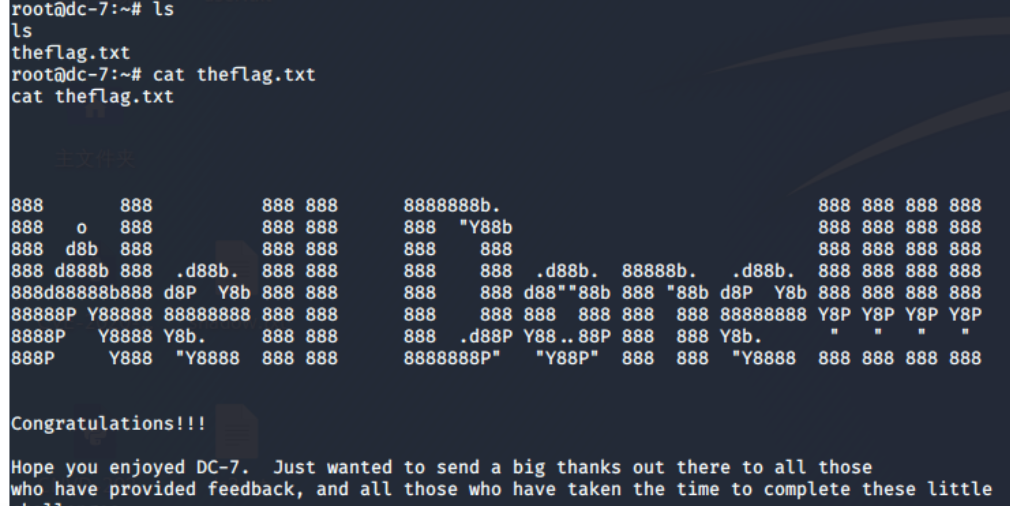 root@dc-7:~# ls
ls
theflag.txt
root@dc-7:~# cat theflag.txt
cat theflag.txt
主文件夹
888       888          888 888      8888888b.                             888 888 888 888
888   o   888          888 888      888  "Y88b                            888 888 888 888
888  d8b  888          888 888      888    888                            888 888 888 888
888 d888b 888  .d88b.  888 888      888    888  .d88b.  88888b.   .d88b.  888 888 888 888
888d88888b888 d8P  Y8b 888 888      888    888 d88""88b 888 "88b d8P  Y8b 888 888 888 888
88888P Y88888 88888888 888 888      888    888 888  888 888  888 88888888 Y8P Y8P Y8P Y8P
8888P   Y8888 Y8b.     888 888      888  .d88P Y88..88P 888  888 Y8b.      "   "   "   "
888P     Y888  "Y8888  888 888      8888888P"   "Y88P"  888  888  "Y8888  888 888 888 888
Congratulations!!!
Hope you enjoyed DC-7.  Just wanted to send a big thanks out there to all those
who have provided feedback, and all those who have taken the time to complete these little